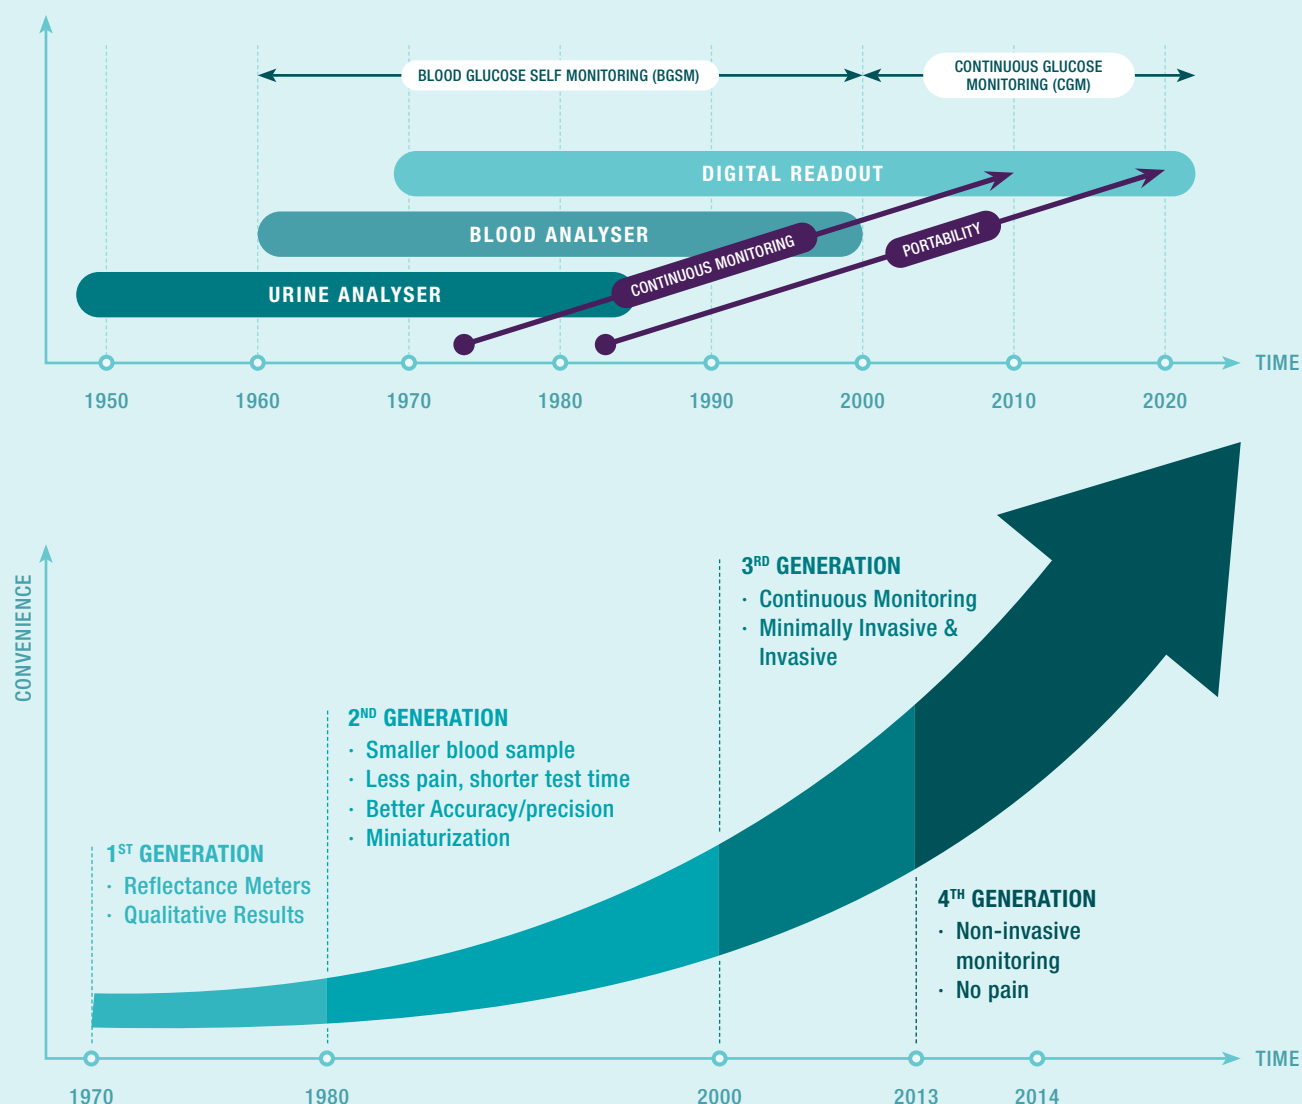 BLOOD GLUCOSE SELF MONITORING (BGSM)
CONTINUOUS GLUCOSE
MONITORING (CGM)
DIGITAL READOUT
BLOOD ANALYSER
CONTINUOUS MONITORING
PORTABILITY
URINE ANALYSER
TIME
1950
1960
1970
1980
1990
2000
2010
2020
CONVENIENCE
1ST GENERATION
· Reflectance Meters
· Qualitative Results
2ND GENERATION
· Smaller blood sample
· Less pain, shorter test time
· Better Accuracy/precision
· Miniaturization
3RD GENERATION
· Continuous Monitoring
· Minimally Invasive &
Invasive
4TH GENERATION
· Non-invasive
monitoring
· No pain
TIME
1970
1980
2000
2013
2014